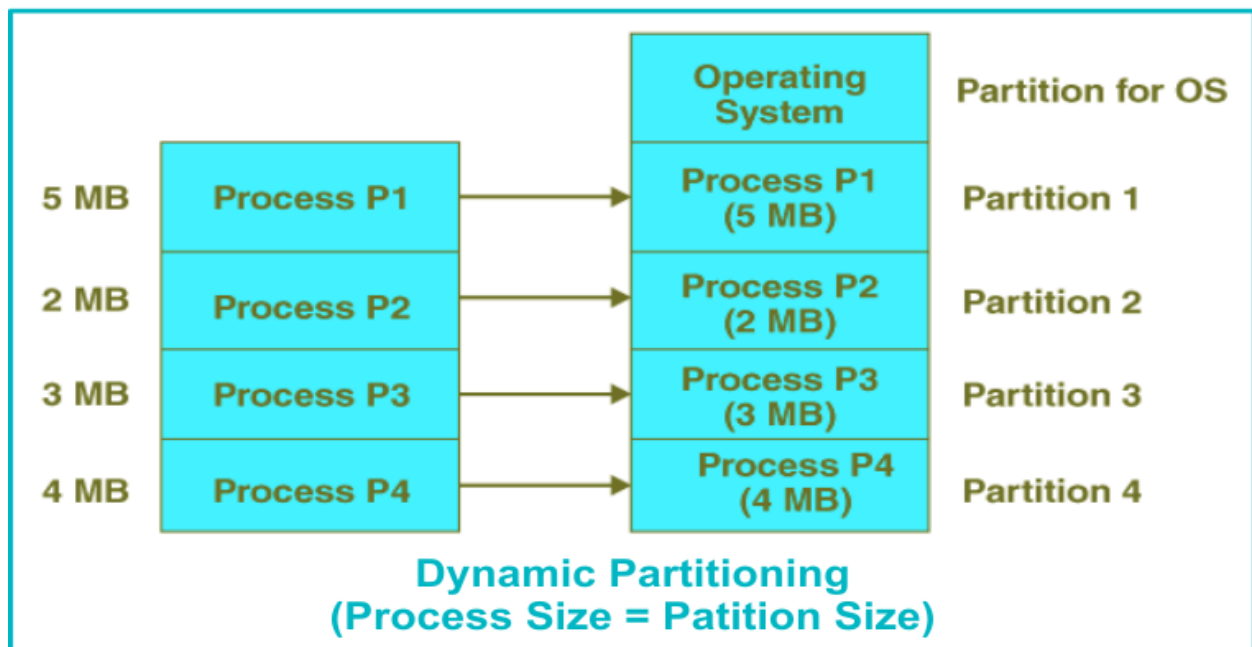 Operating
System
Partition for OS
5 MB
Process P1
Process P1
(5 MB)
Partition 1
2 MB
Process P2
Process P2
(2 MB)
Partition 2
3 MB
Process P3
Process P3
(3 MB)
Partition 3
4 MB
Process P4
Process P4
(4 MB)
Partition 4
Dynamic Partitioning
(Process Size = Patition Size)